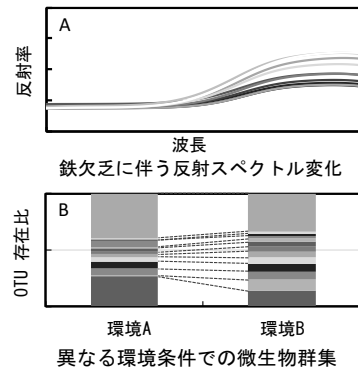 A
反射率
波長
鉄欠乏に伴う反射スペクトル変化
B
OTU 存在比
環境A
環境B
異なる環境条件での微生物群集